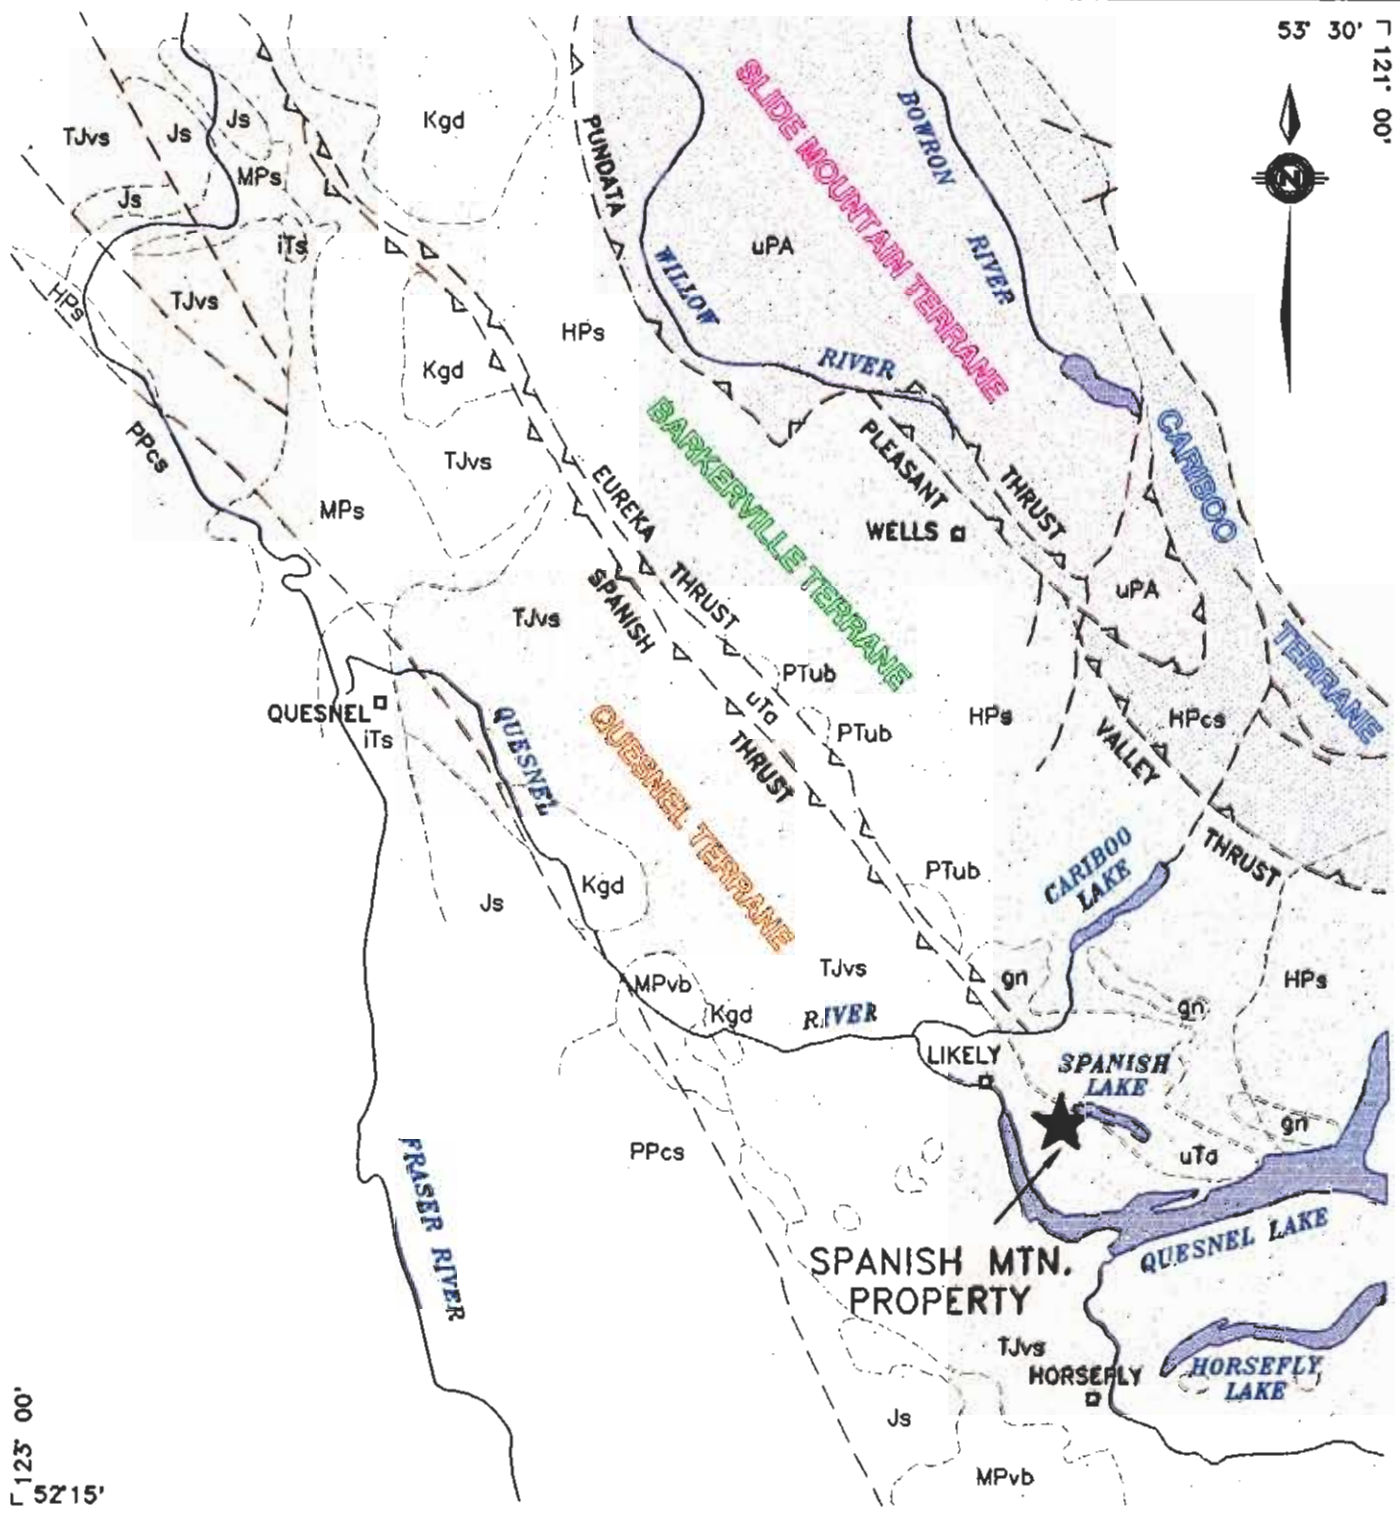 53° 30'
121° 00'
N
SLIDE MOUNTAIN TERRANE
BOWRON
RIVER
Kgd
Js
Js
TJvs
PUNDATA
MPs
Js
iTs
uPA
WILLOW
RIVER
HPs
TJvs
HPs
Kgd
BARKERVILLE TERRANE
CARIBOO
TERRANE
PPcs
TJvs
PLEASANT
THRUST
WELLS
MPs
EUREKA
THRUST
SPANISH
THRUST
uPA
TJvs
PTub
uTa
PTub
HPs
HPcs
VALLEY
THRUST
QUESNEL
iTs
QUESNEL
QUESNEL TERRANE
CARIBOO
LAKE
PTub
Kgd
Js
TJvs
gn
HPs
MPvb
Kgd
RIVER
gn
LIKELY
SPANISH
LAKE
gn
uTa
PPcs
FRASER RIVER
QUESNEL LAKE
SPANISH MTN.
PROPERTY
TJvs
HORSEFLY
HORSEFLY
LAKE
Js
MPvb
123° 00'
52°15'